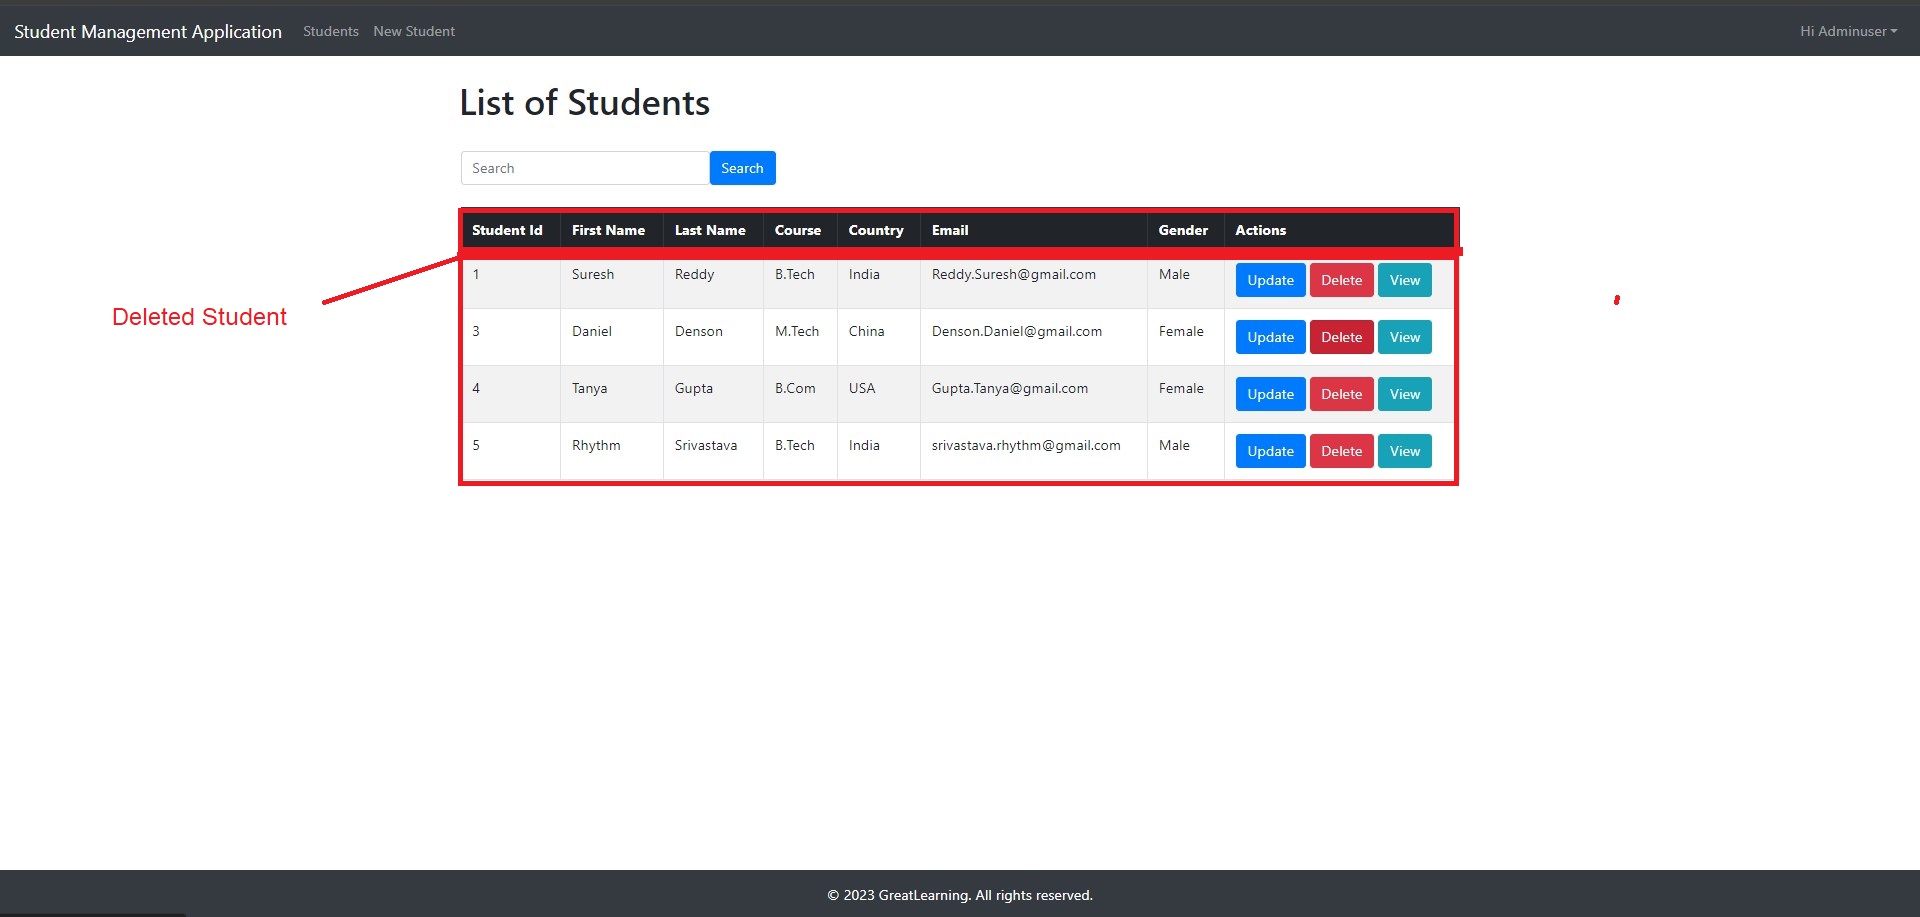 Student Management Application Students New Student Hi Adminuser
List of Students
Search Search
Student Id First Name Last Name Course Country Email Gender Actions
1 Suresh Reddy B.Tech India Reddy.Suresh@gmail.com Male Update Delete View
Deleted Student
3 Daniel Denson M.Tech China Denson.Daniel@gmail.com Female Update Delete View
4 Tanya Gupta B.Com USA Gupta.Tanya@gmail.com Female Update Delete View
5 Rhythm Srivastava B.Tech India srivastava.rhythm@gmail.com Male Update Delete View
© 2023 GreatLearning. All rights reserved.